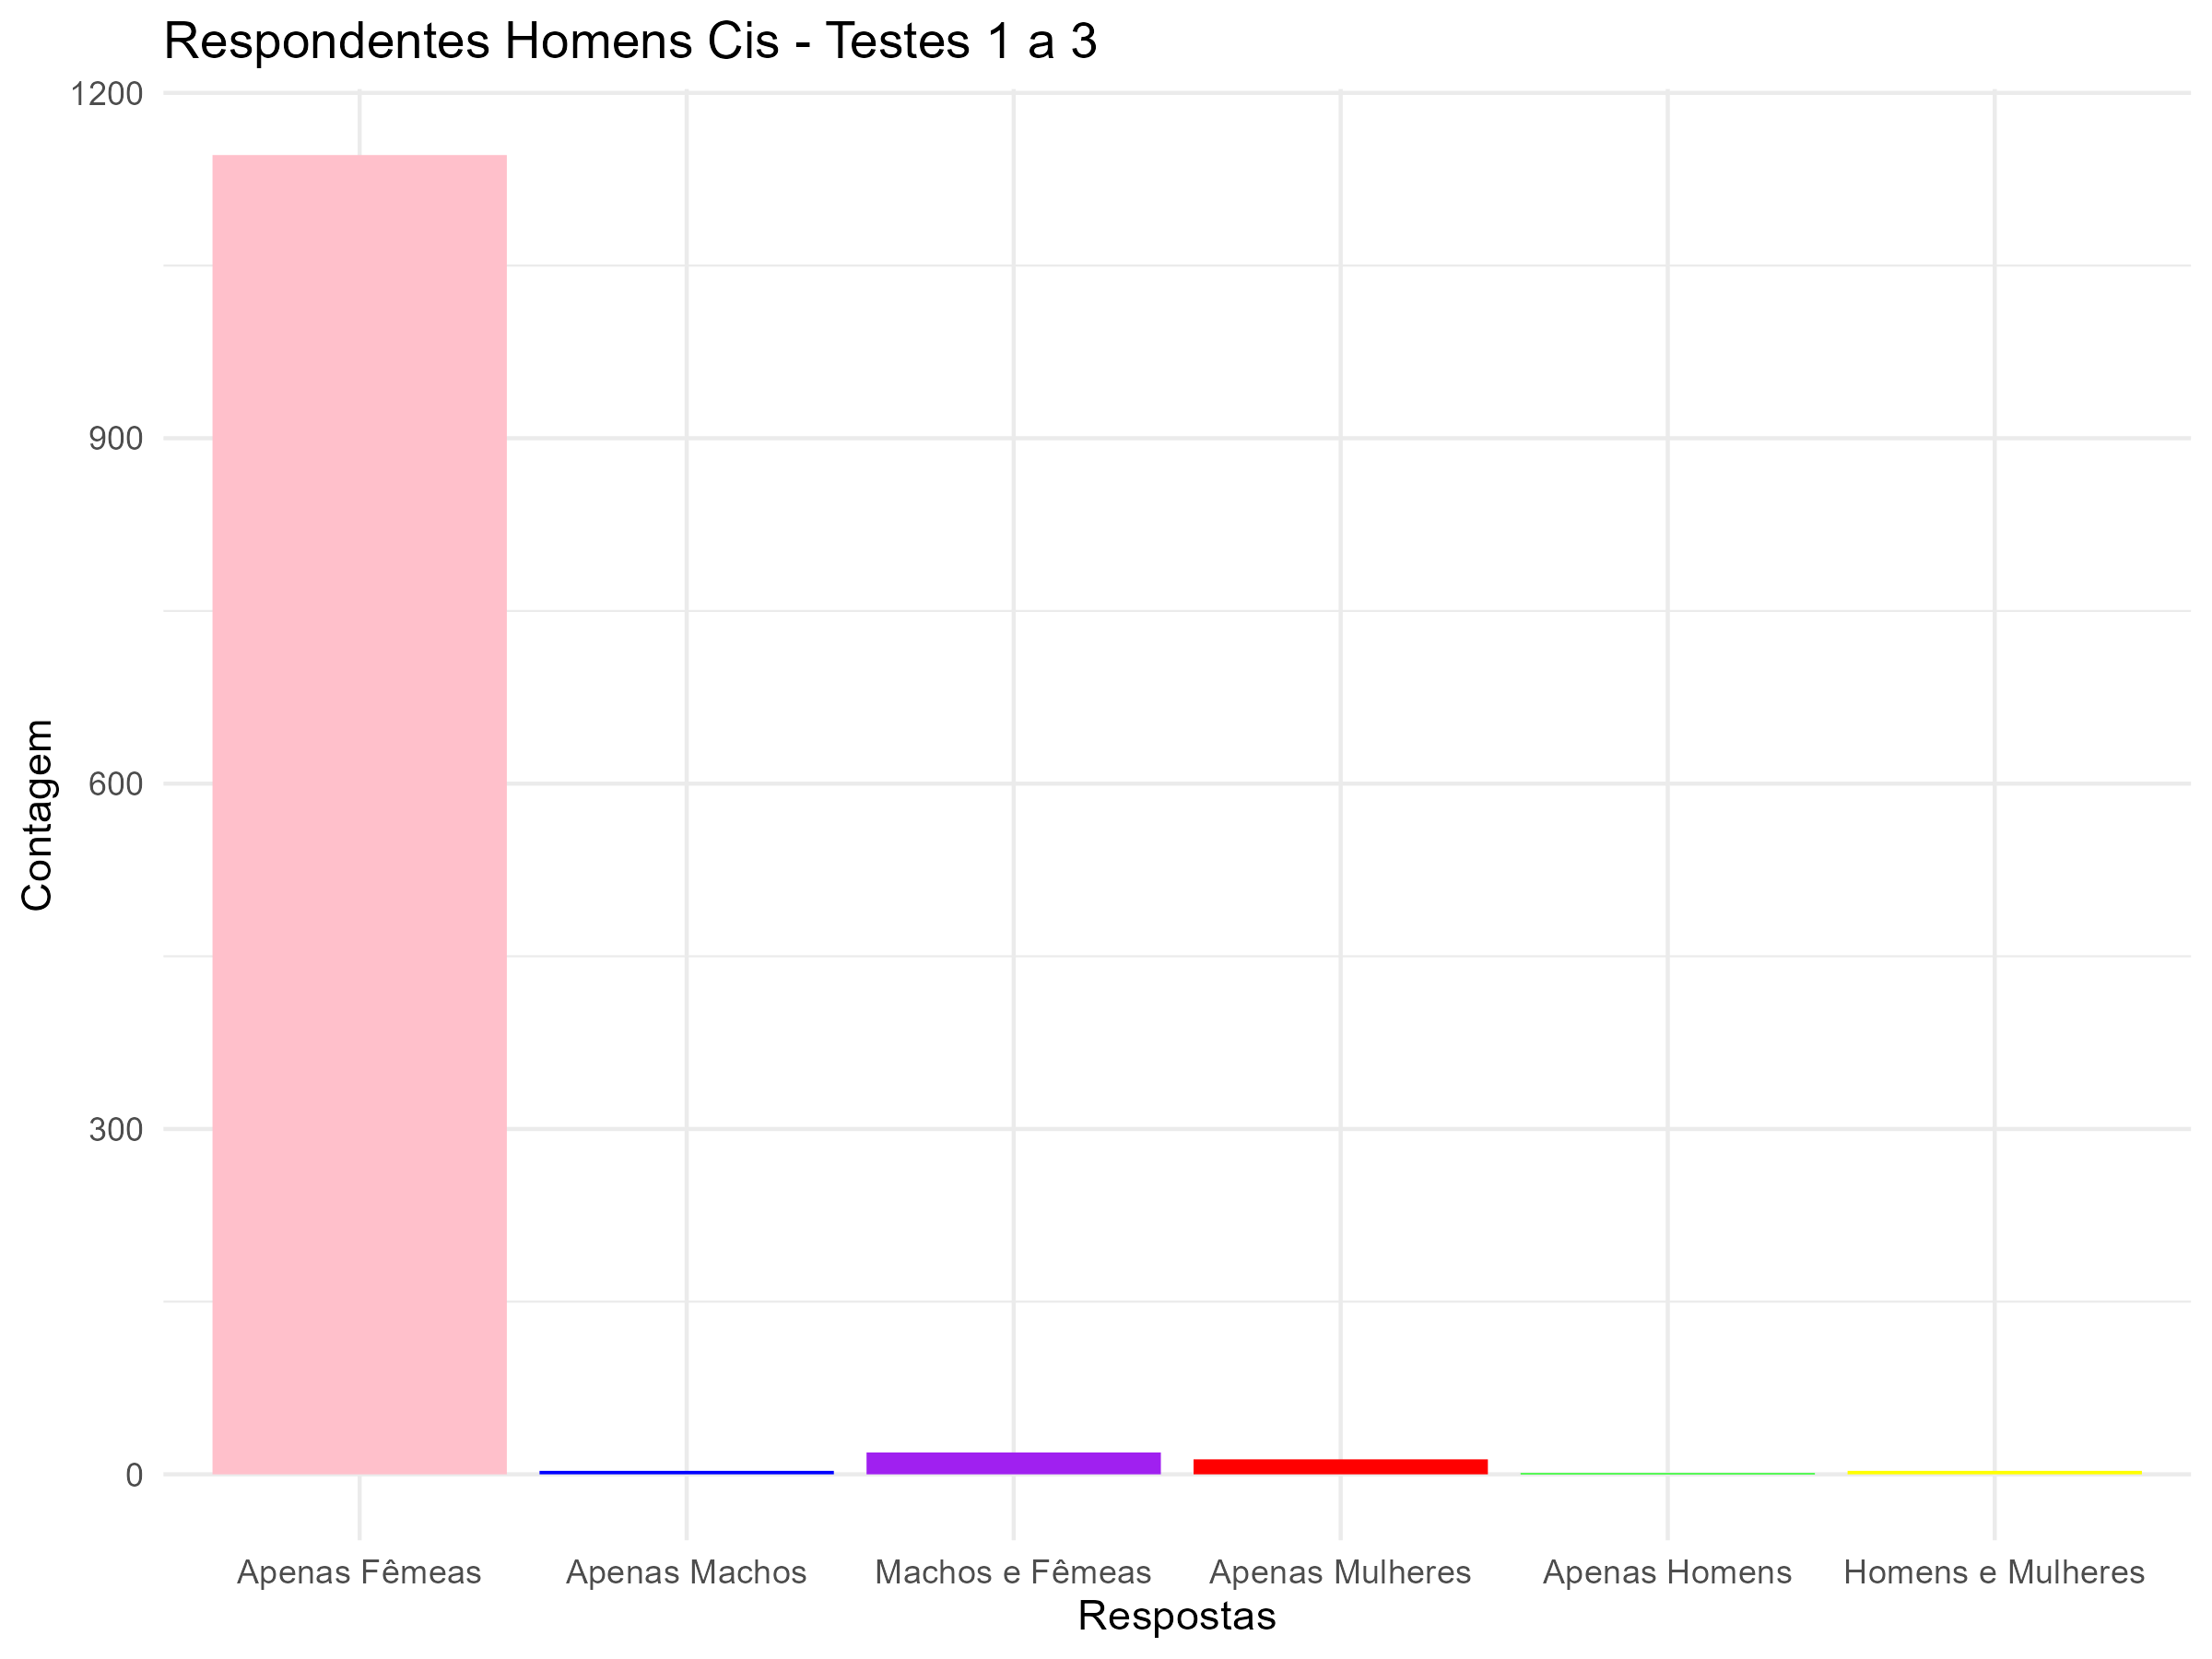 Respondentes Homens Cis - Testes 1 a 3
1200
900
600
300
0
Contagem
Apenas Fêmeas
Apenas Machos
Machos e Fêmeas
Apenas Mulheres
Apenas Homens
Homens e Mulheres
Respostas